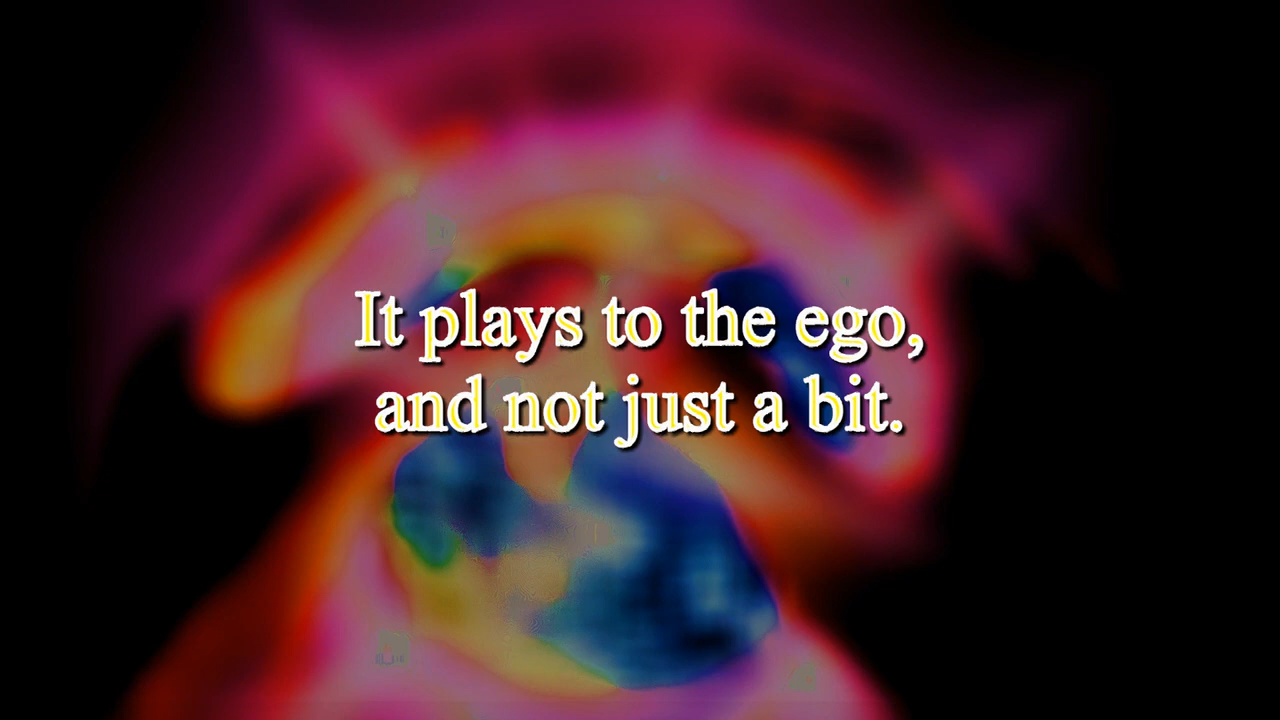 It plays to the ego,
and not just a bit.